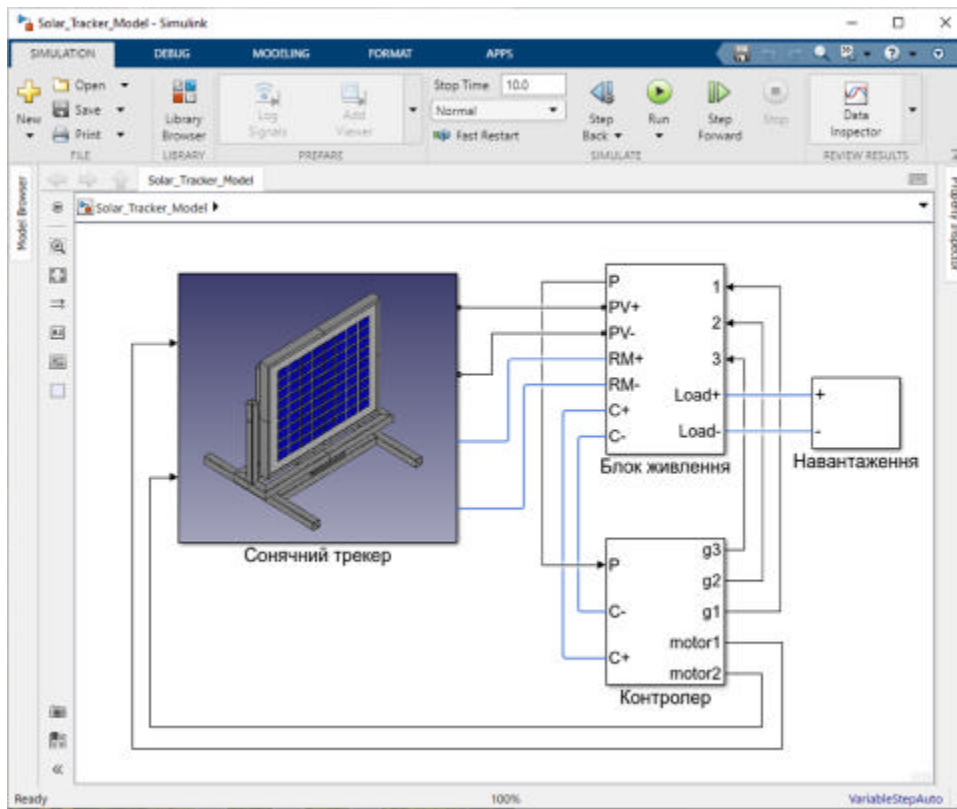 Solar_Tracker_Model - Simulink
SIMULATION DEBUG MODELING FORMAT APPS
New
Open
Save
Print
FILE
Library Browser
LIBRARY
Log Signals
Add Viewer
PREPARE
Stop Time 10.0
Normal
Fast Restart
Step Back
Run
Step Forward
Stop
SIMULATE
Data Inspector
REVIEW RESULTS
Model Browser
Property Inspector
Solar_Tracker_Model
Solar_Tracker_Model
Сонячний трекер
P
PV+
PV-
RM+
RM-
C+
C-
1
2
3
Load+
Load-
Блок живлення
+
-
Навантаження
P
C-
C+
g3
g2
g1
motor1
motor2
Контролер
Ready 100% VariableStepAuto